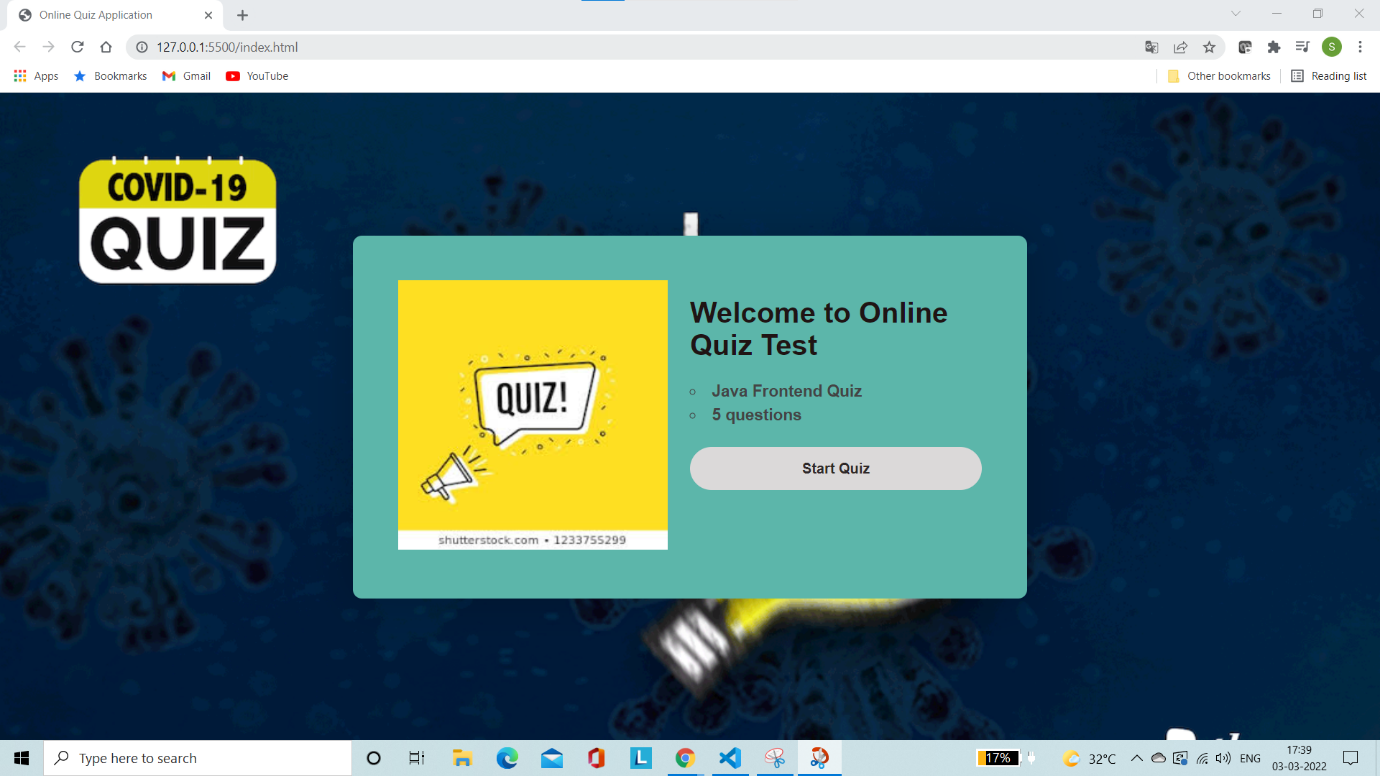 Online Quiz Application
127.0.0.1:5500/index.html
S
Apps
Bookmarks
Gmail
YouTube
Other bookmarks
Reading list
COVID-19
QUIZ
QUIZ!
shutterstock.com • 1233755299
Welcome to Online
Quiz Test
Java Frontend Quiz
5 questions
Start Quiz
Type here to search
L
17%
32°C
ENG
17:39
03-03-2022